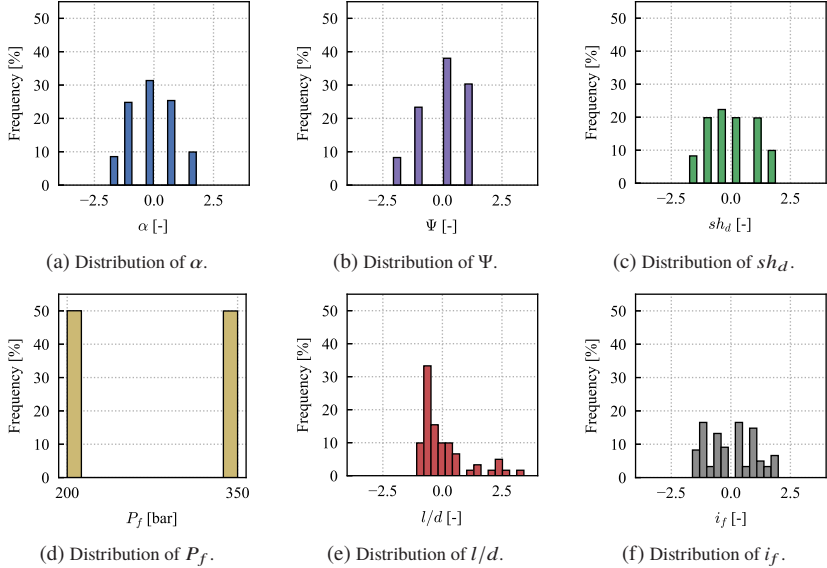 50
40
30
20
10
0
Frequency [%]
−2.5 0.0 2.5
α [-]
(a) Distribution of α.
50
40
30
20
10
0
Frequency [%]
−2.5 0.0 2.5
Ψ [-]
(b) Distribution of Ψ.
50
40
30
20
10
0
Frequency [%]
−2.5 0.0 2.5
sh_d [-]
(c) Distribution of sh_d.
50
40
30
20
10
0
Frequency [%]
200 350
P_f [bar]
(d) Distribution of P_f.
50
40
30
20
10
0
Frequency [%]
−2.5 0.0 2.5
l/d [-]
(e) Distribution of l/d.
50
40
30
20
10
0
Frequency [%]
−2.5 0.0 2.5
i_f [-]
(f) Distribution of i_f.